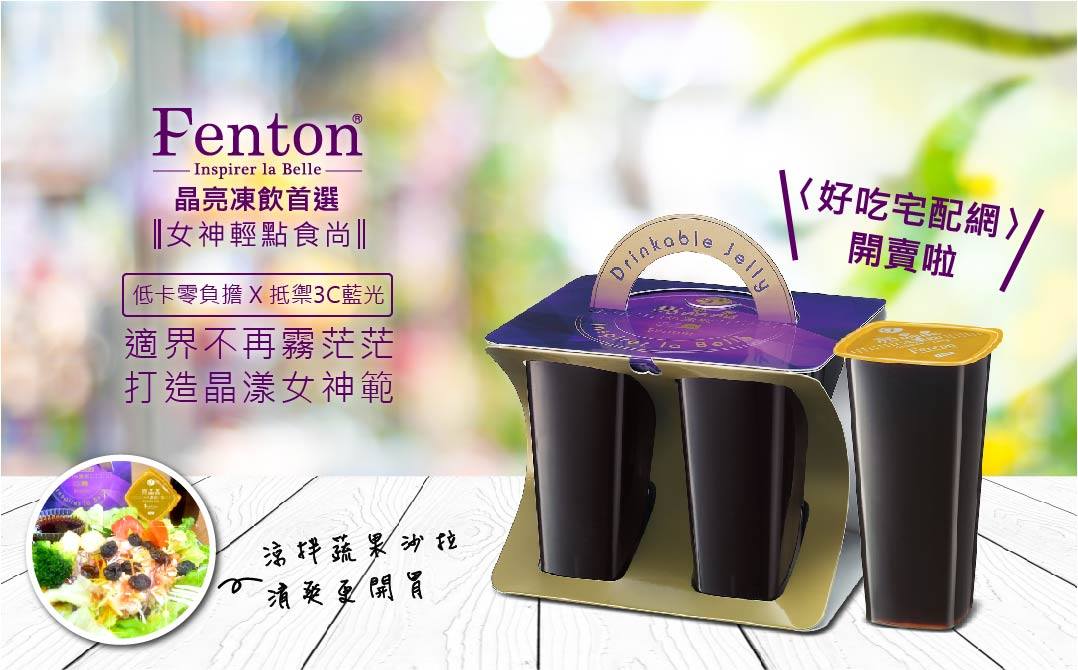 Fenton®
Inspirer la Belle
晶亮凍飲首選
女神輕點食尚
低卡零負擔 X 抵禦3C藍光
適界不再霧茫茫
打造晶漾女神範
〈好吃宅配網〉
開賣啦
Drinkable Jelly
Inspirer la Belle
涼拌蔬果沙拉
清爽更開胃